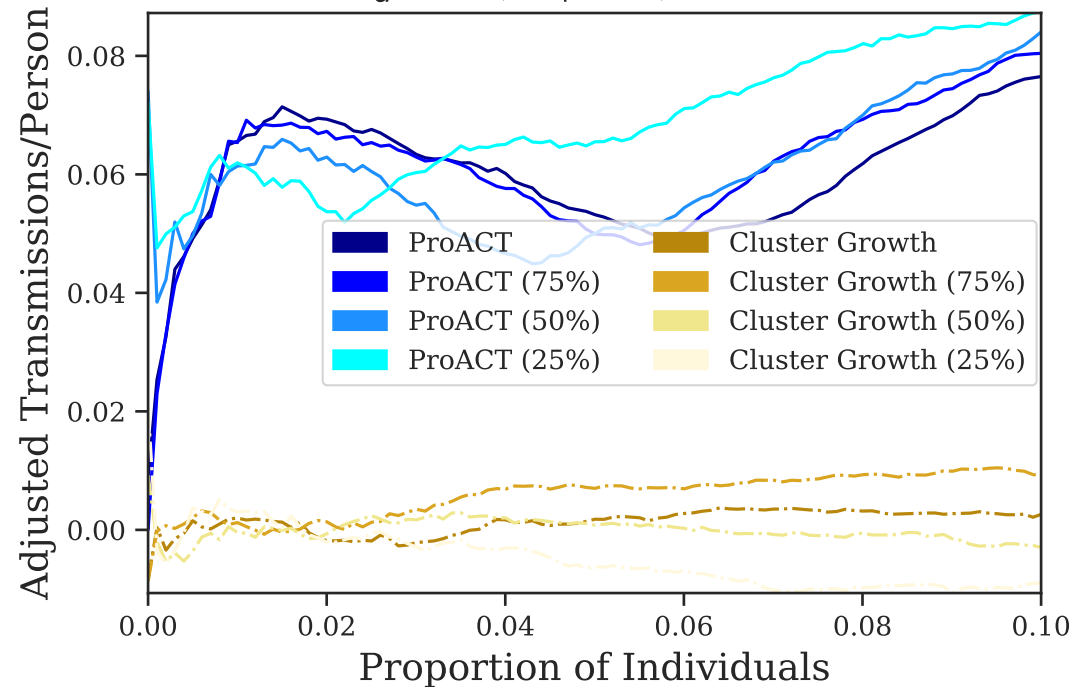 Adjusted Transmissions/Person
0.08
0.06
0.04
0.02
0.00
ProACT
ProACT (75%)
ProACT (50%)
ProACT (25%)
Cluster Growth
Cluster Growth (75%)
Cluster Growth (50%)
Cluster Growth (25%)
0.00 0.02 0.04 0.06 0.08 0.10
Proportion of Individuals